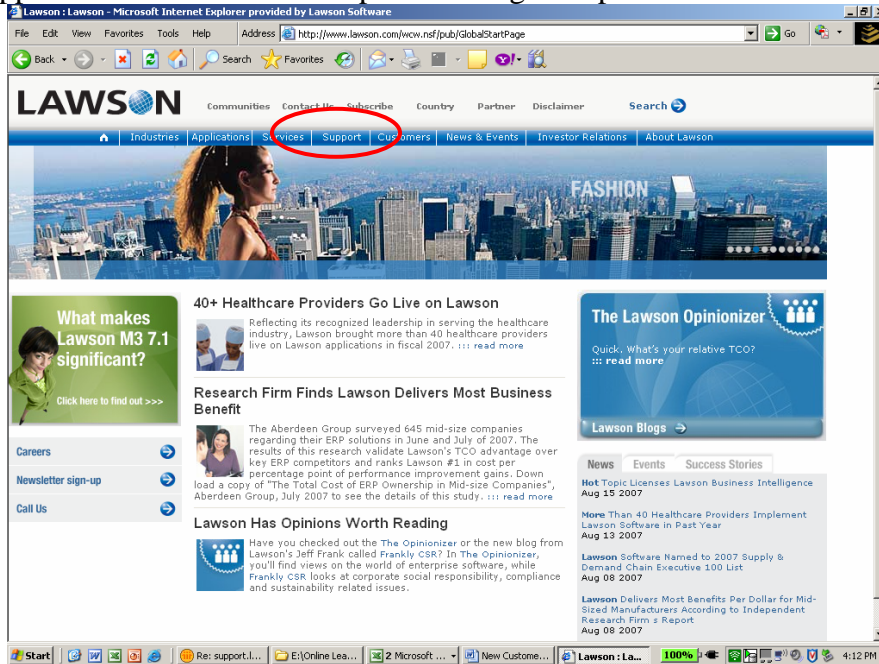 Lawson : Lawson - Microsoft Internet Explorer provided by Lawson Software
File Edit View Favorites Tools Help Address http://www.lawson.com/wcw.nsf/pub/GlobalStartPage Go
Back Search Favorites
LAWSON
Communities Contact Us Subscribe Country Partner Disclaimer Search
Industries Applications Services Support Customers News & Events Investor Relations About Lawson
FASHION
What makes
Lawson M3 7.1
significant?
Click here to find out >>>
Careers
Newsletter sign-up
Call Us
40+ Healthcare Providers Go Live on Lawson
Reflecting its recognized leadership in serving the healthcare
industry, Lawson brought more than 40 healthcare providers
live on Lawson applications in fiscal 2007. ::: read more
Research Firm Finds Lawson Delivers Most Business
Benefit
The Aberdeen Group surveyed 645 mid-size companies
regarding their ERP solutions in June and July of 2007. The
results of this research validate Lawson's TCO advantage over
key ERP competitors and ranks Lawson #1 in cost per
percentage point of performance improvement gains. Down
load a copy of "The Total Cost of ERP Ownership in Mid-size Companies",
Aberdeen Group, July 2007 to see the details of this study. ::: read more
Lawson Has Opinions Worth Reading
Have you checked out the The Opinionizer or the new blog from
Lawson's Jeff Frank called Frankly CSR? In The Opinionizer,
you'll find views on the world of enterprise software, while
Frankly CSR looks at corporate social responsibility, compliance
and sustainability related issues.
The Lawson Opinionizer
Quick. What's your relative TCO?
::: read more
Lawson Blogs
News Events Success Stories
Hot Topic Licenses Lawson Business Intelligence
Aug 15 2007
More Than 40 Healthcare Providers Implement
Lawson Software in Past Year
Aug 13 2007
Lawson Software Named to 2007 Supply &
Demand Chain Executive 100 List
Aug 08 2007
Lawson Delivers Most Benefits Per Dollar for Mid-
Sized Manufacturers According to Independent
Research Firm s Report
Aug 08 2007
Start Re: support.l... E:\Online Lea... 2 Microsoft ... New Custome... Lawson : La... 100% 4:12 PM